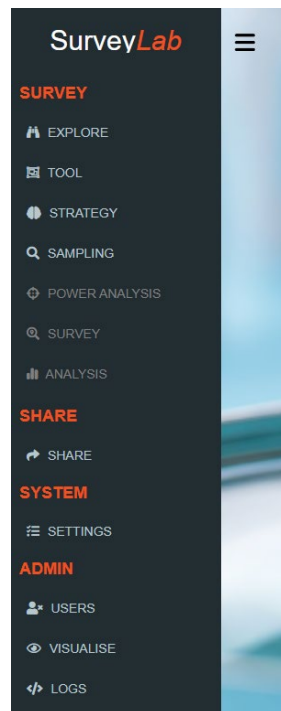 SurveyLab
SURVEY
EXPLORE
TOOL
STRATEGY
SAMPLING
POWER ANALYSIS
SURVEY
ANALYSIS
SHARE
SHARE
SYSTEM
SETTINGS
ADMIN
USERS
VISUALISE
LOGS